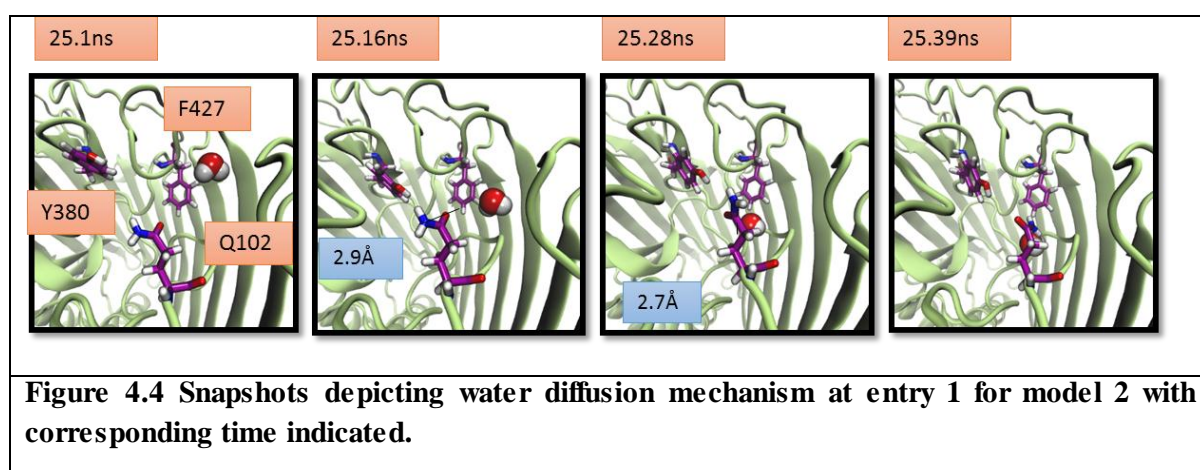 25.1ns 25.16ns 25.28ns 25.39ns
F427
Y380
Q102
2.9Å
2.7Å
Figure 4.4 Snapshots depicting water diffusion mechanism at entry 1 for model 2 with
corresponding time indicated.